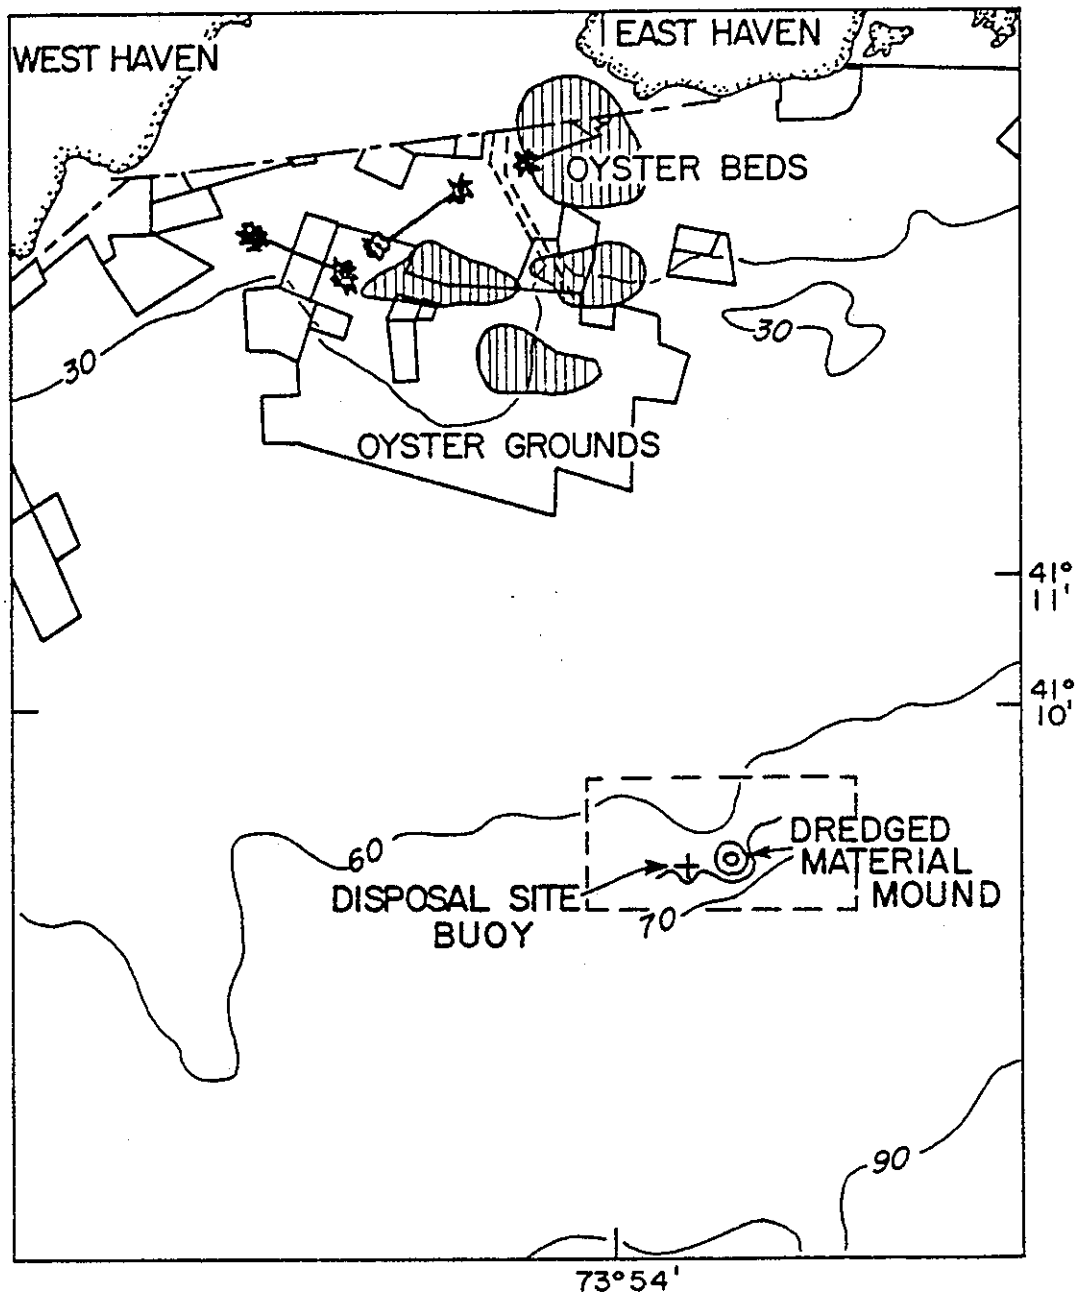 WEST HAVEN
EAST HAVEN
OYSTER BEDS
30
30
OYSTER GROUNDS
41°
11'
41°
10'
60
DREDGED
MATERIAL
MOUND
DISPOSAL SITE
BUOY
70
90
73°54'